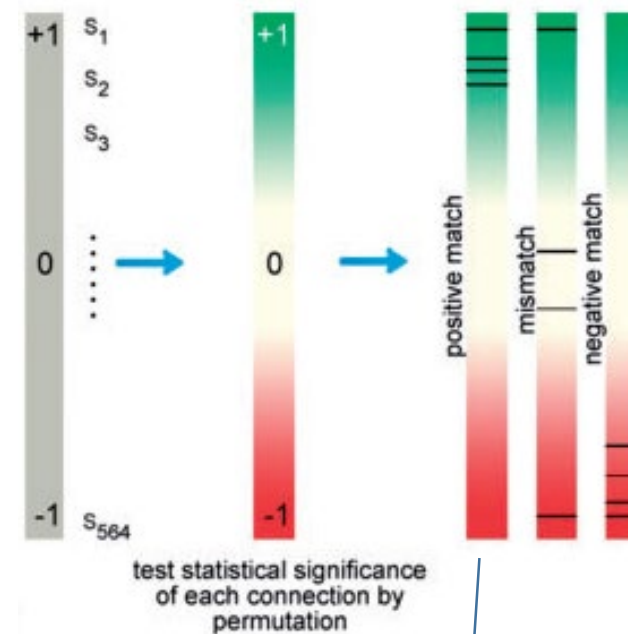 +1
S1
S2
S3
0
-1
S564
+1
0
-1
positive match
mismatch
negative match
test statistical significance
of each connection by
permutation